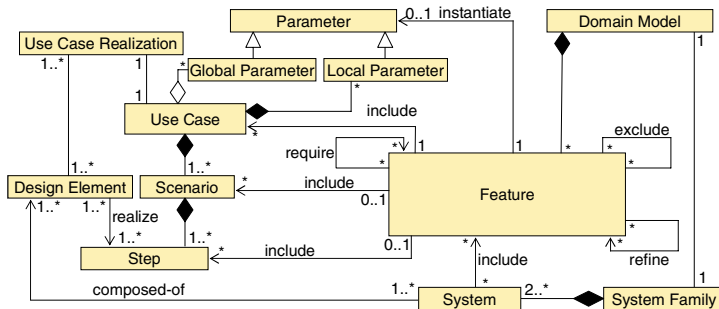 Parameter
0..1 instantiate
Domain Model
Use Case Realization
1..*
1
*
Global Parameter
Local Parameter
*
1
1
Use Case
include
*
1
1
*
exclude
*
*
require
*
*
1..*
1..*
Design Element
Scenario
*
include
0..1
Feature
1..*
1..*
realize
*
0..1
*
*
refine
1..*
1..*
include
*
Step
*
include
1
composed-of
1..*
*
2..*
1
System
System Family